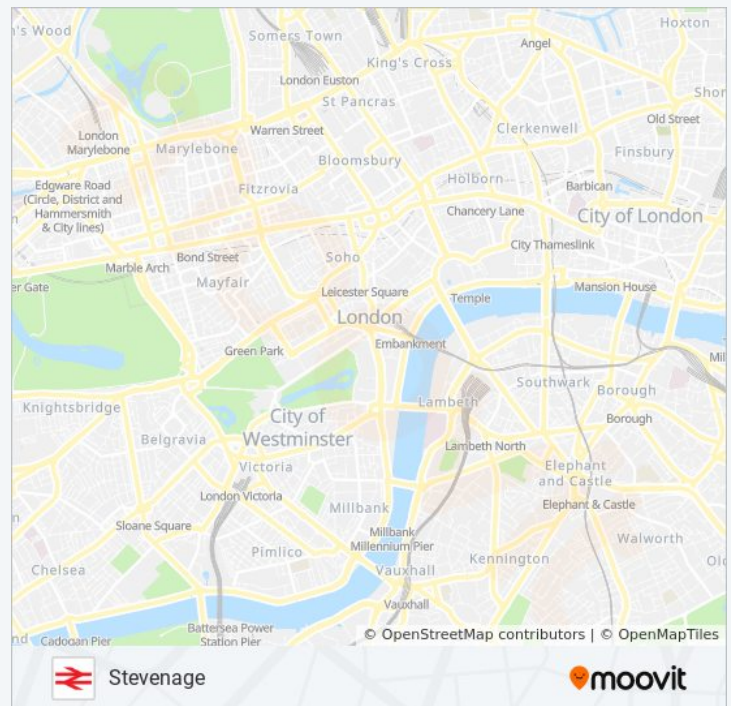 n's Wood
Somers Town
Hoxton
Angel
King's Cross
London Euston
St Pancras
Shor
Old Street
Warren Street
Clerkenwell
London
Marylebone
Marylebone
Bloomsbury
Finsbury
Holborn
Barbican
Edgware Road
(Circle, District and
Hammersmith
& City lines)
Fitzrovia
Chancery Lane
City of London
City Thameslink
Bond Street
Soho
Marble Arch
Mayfair
er Gate
Mansion House
Leicester Square
Temple
London
Embankment
Green Park
Mil
Southwark
Borough
Knightsbridge
City of
Westminster
Lambeth
Borough
Belgravia
Lambeth North
Victoria
Elephant
and Castle
London Victoria
Elephant & Castle
Millbank
Sloane Square
Millbank
Millennium Pier
Walworth
n
Pimlico
Kennington
Old
Chelsea
Vauxhall
Vauxhall
Battersea Power
Station Pier
nd
Cadogan Pier
© OpenStreetMap contributors | © OpenMapTiles
Stevenage
moovit